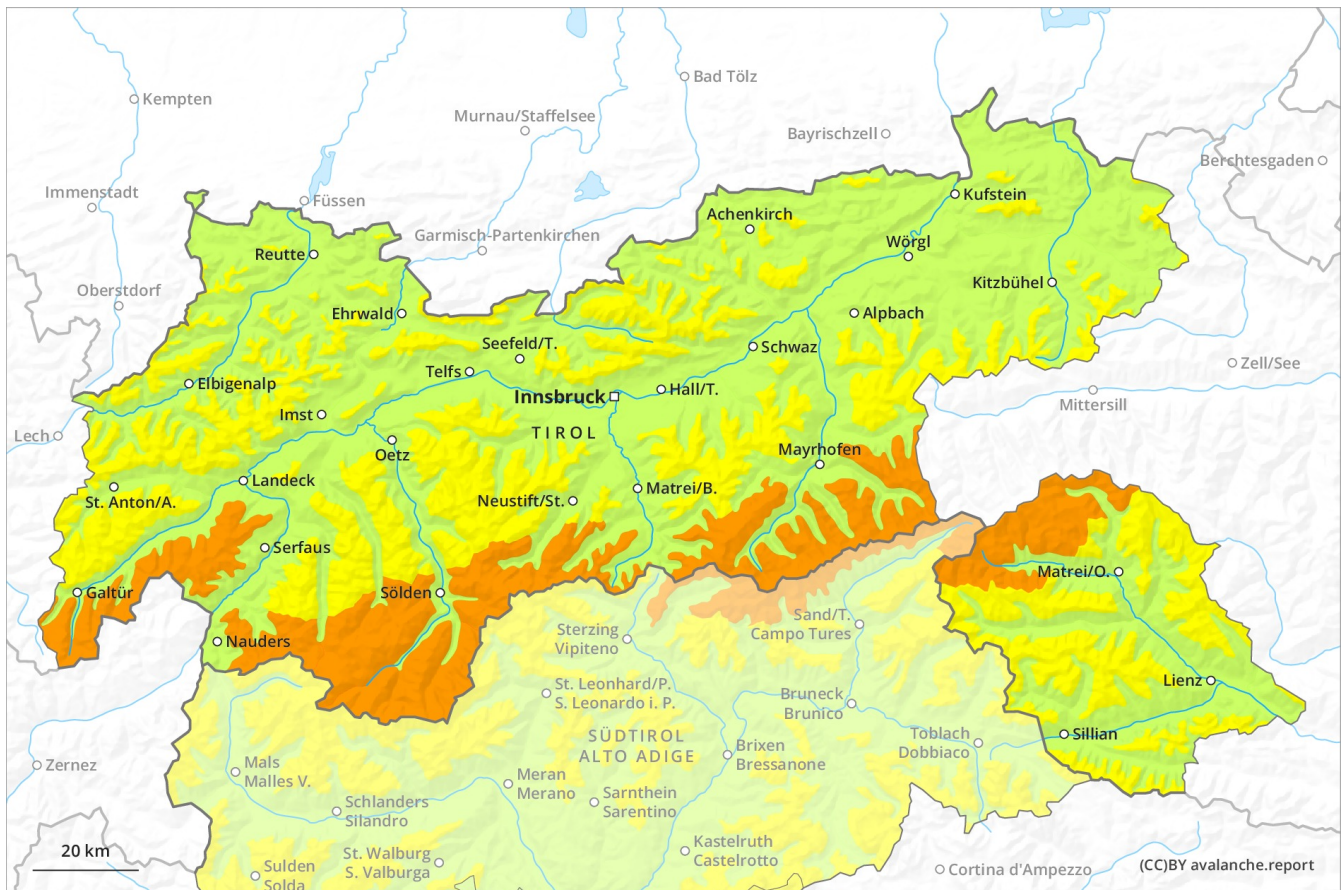 Bad Tölz
Kempten
Murnau/Staffelsee
Bayrischzell
Berchtesgaden
Immenstadt
Füssen
Kufstein
Achenkirch
Garmisch-Partenkirchen
Reutte
Wörgl
Oberstdorf
Kitzbühel
Ehrwald
Alpbach
Seefeld/T.
Schwaz
Zell/See
Telfs
Elbigenalp
Hall/T.
Innsbruck
Mittersill
Imst
TIROL
Lech
Oetz
Mayrhofen
Landeck
Matrei/B.
St. Anton/A.
Neustift/St.
Serfaus
Matrei/O.
Galtür
Sölden
Sand/T.
Campo Tures
Sterzing
Vipiteno
Nauders
Lienz
St. Leonhard/P.
S. Leonardo i. P.
Bruneck
Brunico
Sillian
Toblach
Dobbiaco
SÜDTIROL
ALTO ADIGE
Brixen
Bressanone
Zernez
Mals
Malles V.
Meran
Merano
Sarnthein
Sarentino
Schlanders
Silandro
Kastelruth
Castelrotto
20 km
St. Walburg
S. Valburga
Sulden
Solda
Cortina d'Ampezzo
(CC)BY avalanche.report